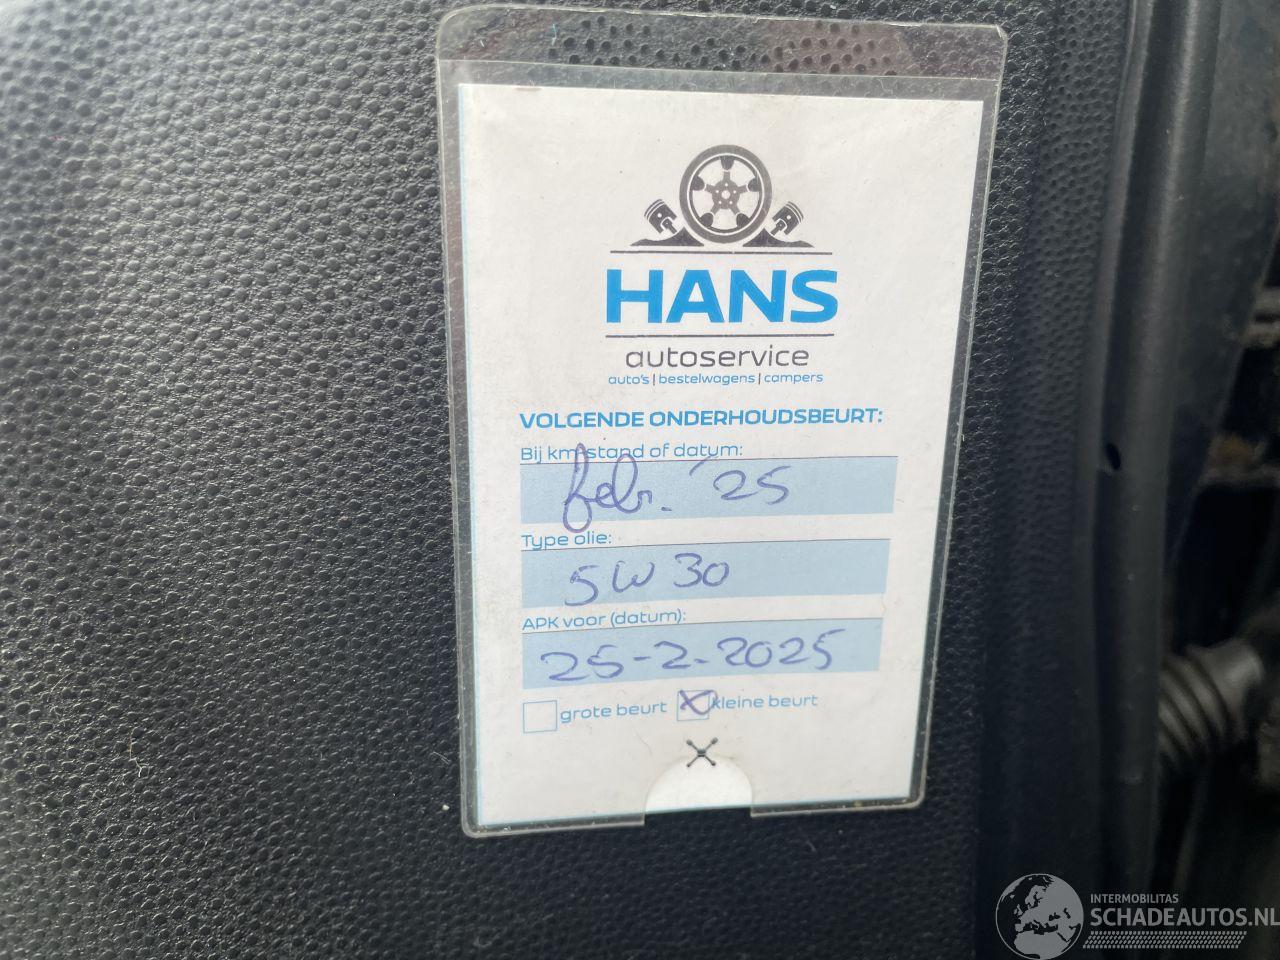 HANS
autoservice
auto's | bestelwagens | campers
VOLGENDE ONDERHOUDSBEURT:
Bij km-stand of datum:
febr. '25
Type olie:
5W30
APK voor (datum):
25-2-2025
grote beurt kleine beurt
INTERMOBILITAS
SCHADEAUTOS.NL